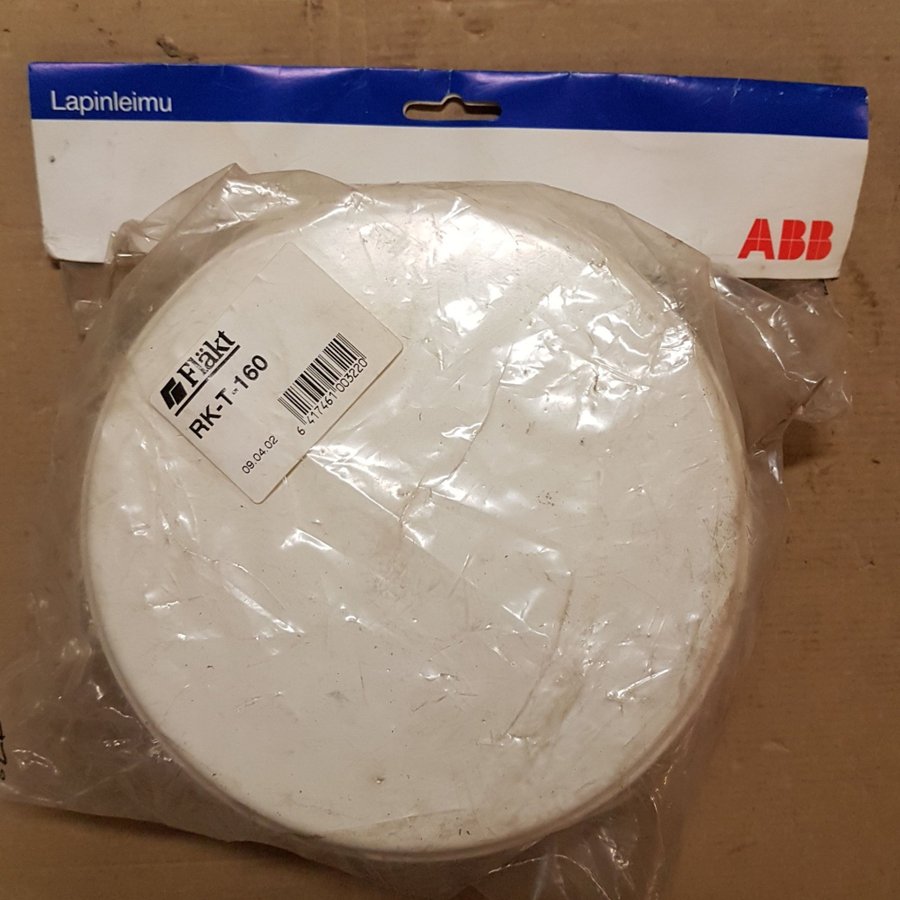 Lapinleimu
ABB
Fläkt
RK-T-160
09.04.02
6 417461 003220